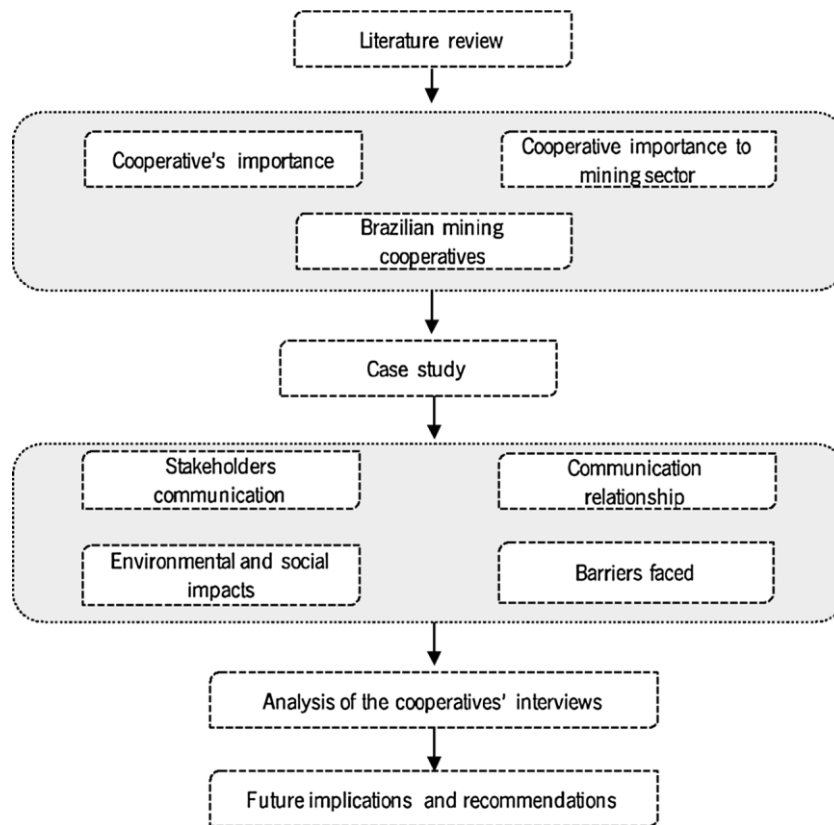 Literature review
Cooperative's importance
Cooperative importance to
mining sector
Brazilian mining
cooperatives
Case study
Stakeholders
communication
Communication
relationship
Environmental and social
impacts
Barriers faced
Analysis of the cooperatives' interviews
Future implications and recommendations